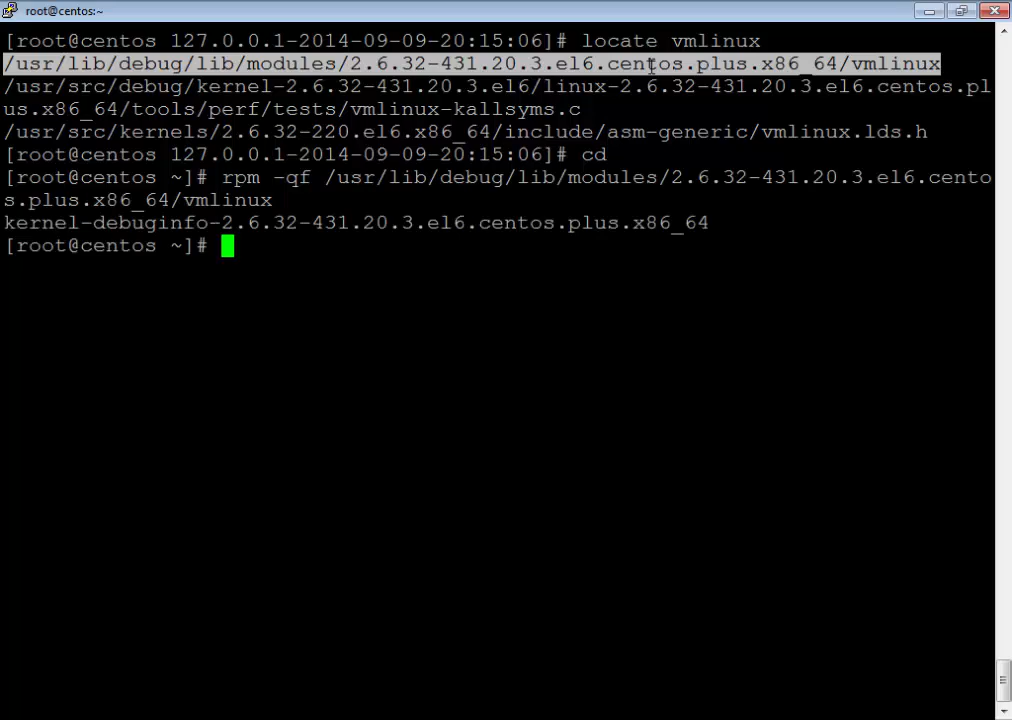 root@centos:~
[root@centos 127.0.0.1-2014-09-09-20:15:06]# locate vmlinux
/usr/lib/debug/lib/modules/2.6.32-431.20.3.el6.centos.plus.x86_64/vmlinux
/usr/src/debug/kernel-2.6.32-431.20.3.el6/linux-2.6.32-431.20.3.el6.centos.pl
us.x86_64/tools/perf/tests/vmlinux-kallsyms.c
/usr/src/kernels/2.6.32-220.el6.x86_64/include/asm-generic/vmlinux.lds.h
[root@centos 127.0.0.1-2014-09-09-20:15:06]# cd
[root@centos ~]# rpm -qf /usr/lib/debug/lib/modules/2.6.32-431.20.3.el6.cento
s.plus.x86_64/vmlinux
kernel-debuginfo-2.6.32-431.20.3.el6.centos.plus.x86_64
[root@centos ~]#